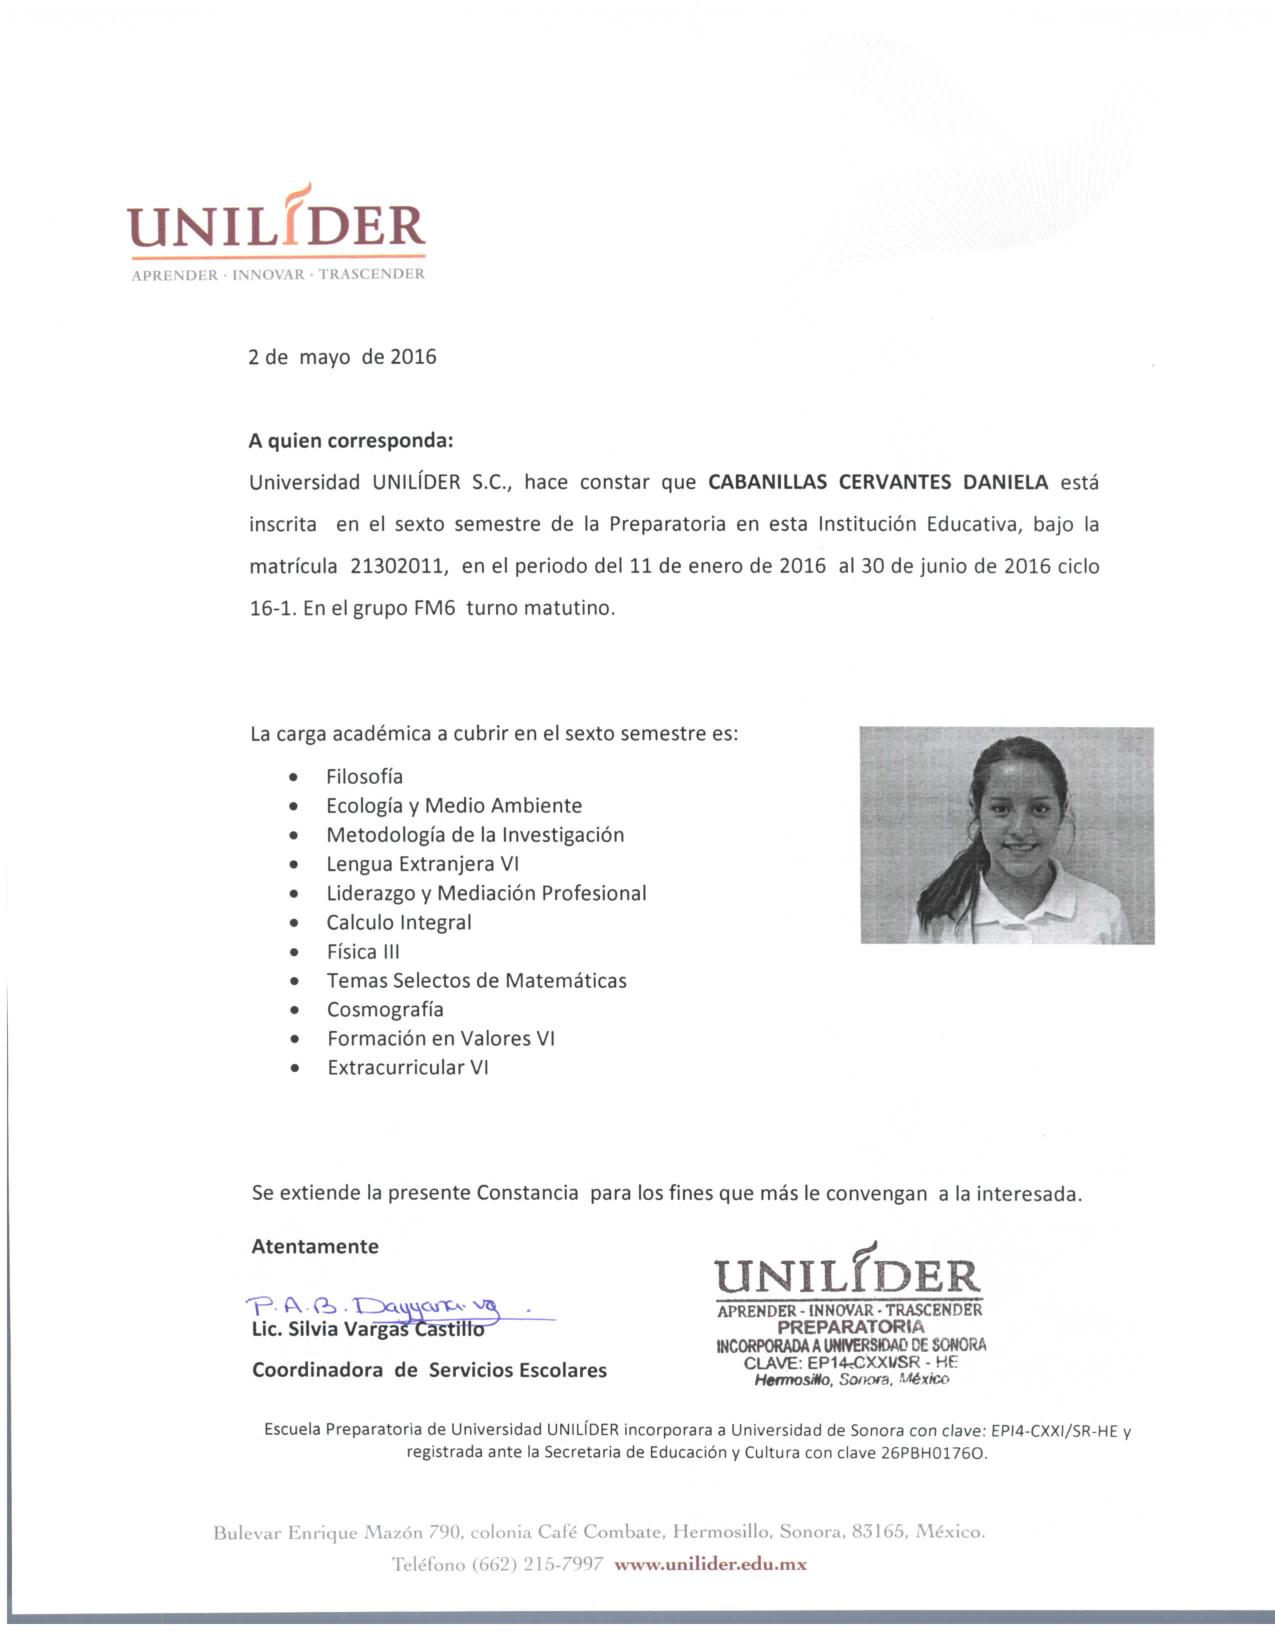 UNILÍDER
APRENDER · INNOVAR · TRASCENDER
2 de mayo de 2016
A quien corresponda:
Universidad UNILÍDER S.C., hace constar que CABANILLAS CERVANTES DANIELA está
inscrita en el sexto semestre de la Preparatoria en esta Institución Educativa, bajo la
matrícula 21302011, en el periodo del 11 de enero de 2016 al 30 de junio de 2016 ciclo
16-1. En el grupo FM6 turno matutino.
La carga académica a cubrir en el sexto semestre es:
• Filosofía
• Ecología y Medio Ambiente
• Metodología de la Investigación
• Lengua Extranjera VI
• Liderazgo y Mediación Profesional
• Calculo Integral
• Física III
• Temas Selectos de Matemáticas
• Cosmografía
• Formación en Valores VI
• Extracurricular VI
Se extiende la presente Constancia para los fines que más le convengan a la interesada.
Atentamente
P.A.B. Dayyana
Lic. Silvia Vargas Castillo
Coordinadora de Servicios Escolares
UNILÍDER
APRENDER - INNOVAR - TRASCENDER
PREPARATORIA
INCORPORADA A UNIVERSIDAD DE SONORA
CLAVE: EP14-CXXI/SR - HE
Hermosillo, Sonora, México
Escuela Preparatoria de Universidad UNILÍDER incorporara a Universidad de Sonora con clave: EPI4-CXXI/SR-HE y
registrada ante la Secretaria de Educación y Cultura con clave 26PBH0176O.
Bulevar Enrique Mazón 790, colonia Café Combate, Hermosillo, Sonora, 83165, México.
Teléfono (662) 215-7997 www.unilider.edu.mx